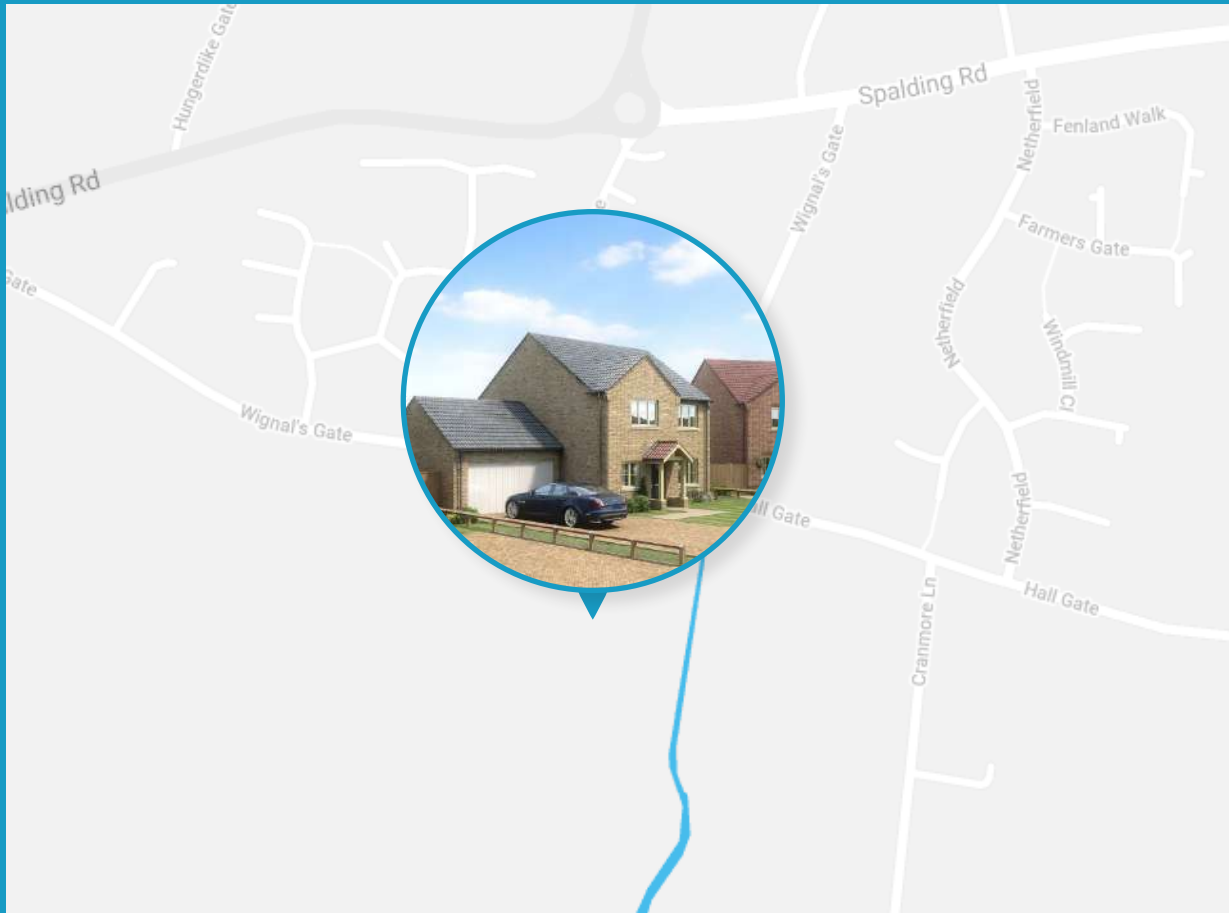 Hungerdike Gate
Spalding Rd
Netherfield
Fenland Walk
Wignal's Gate
lding Rd
e
Farmers Gate
Gate
Netherfield
Windmill Cl
Wignal's Gate
ll Gate
Netherfield
Cranmore Ln
Hall Gate